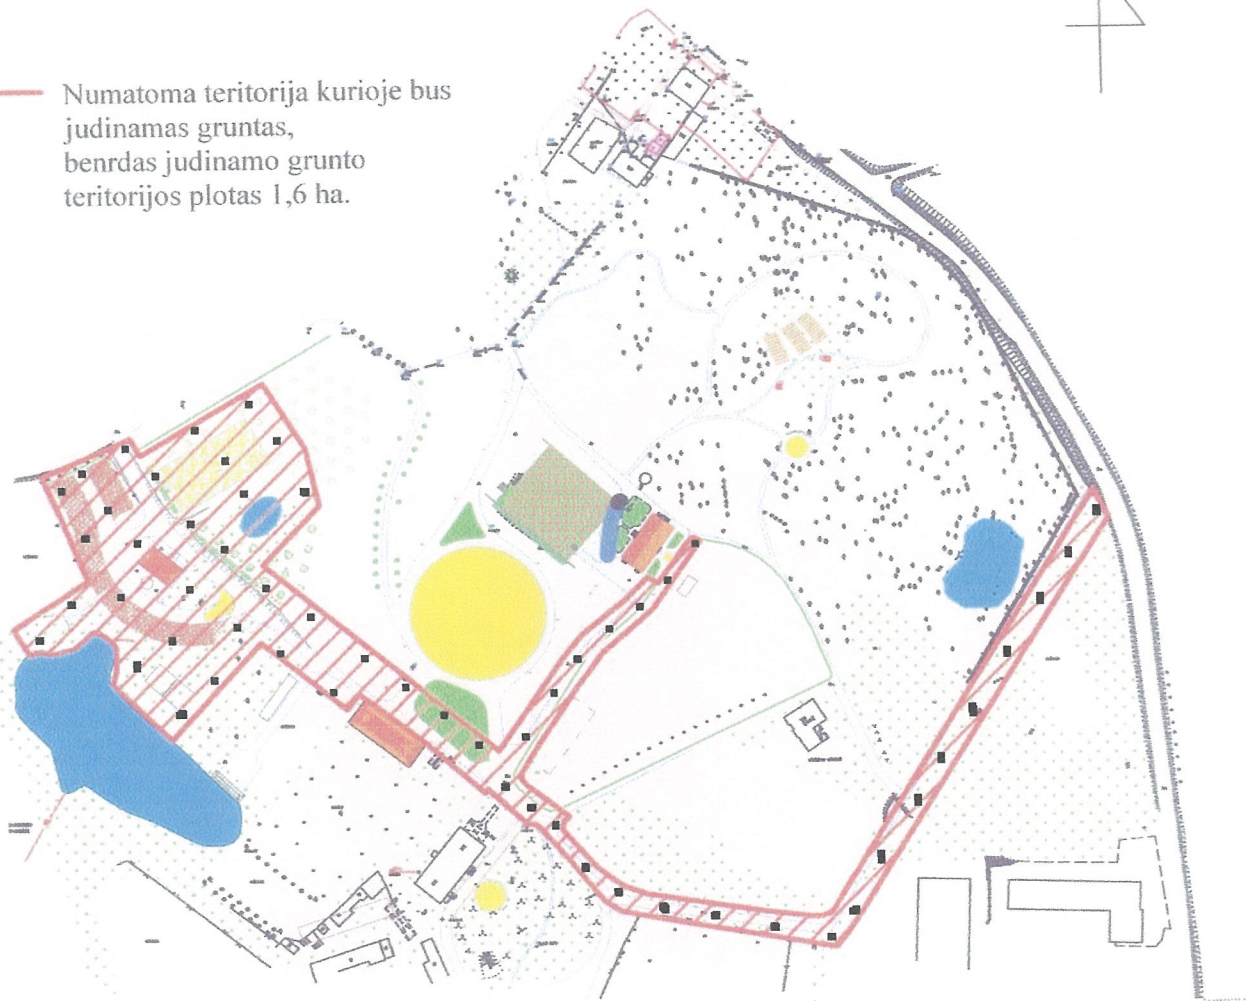 Numatoma teritorija kurioje bus
judinamas gruntas,
benrdas judinamo grunto
teritorijos plotas 1,6 ha.